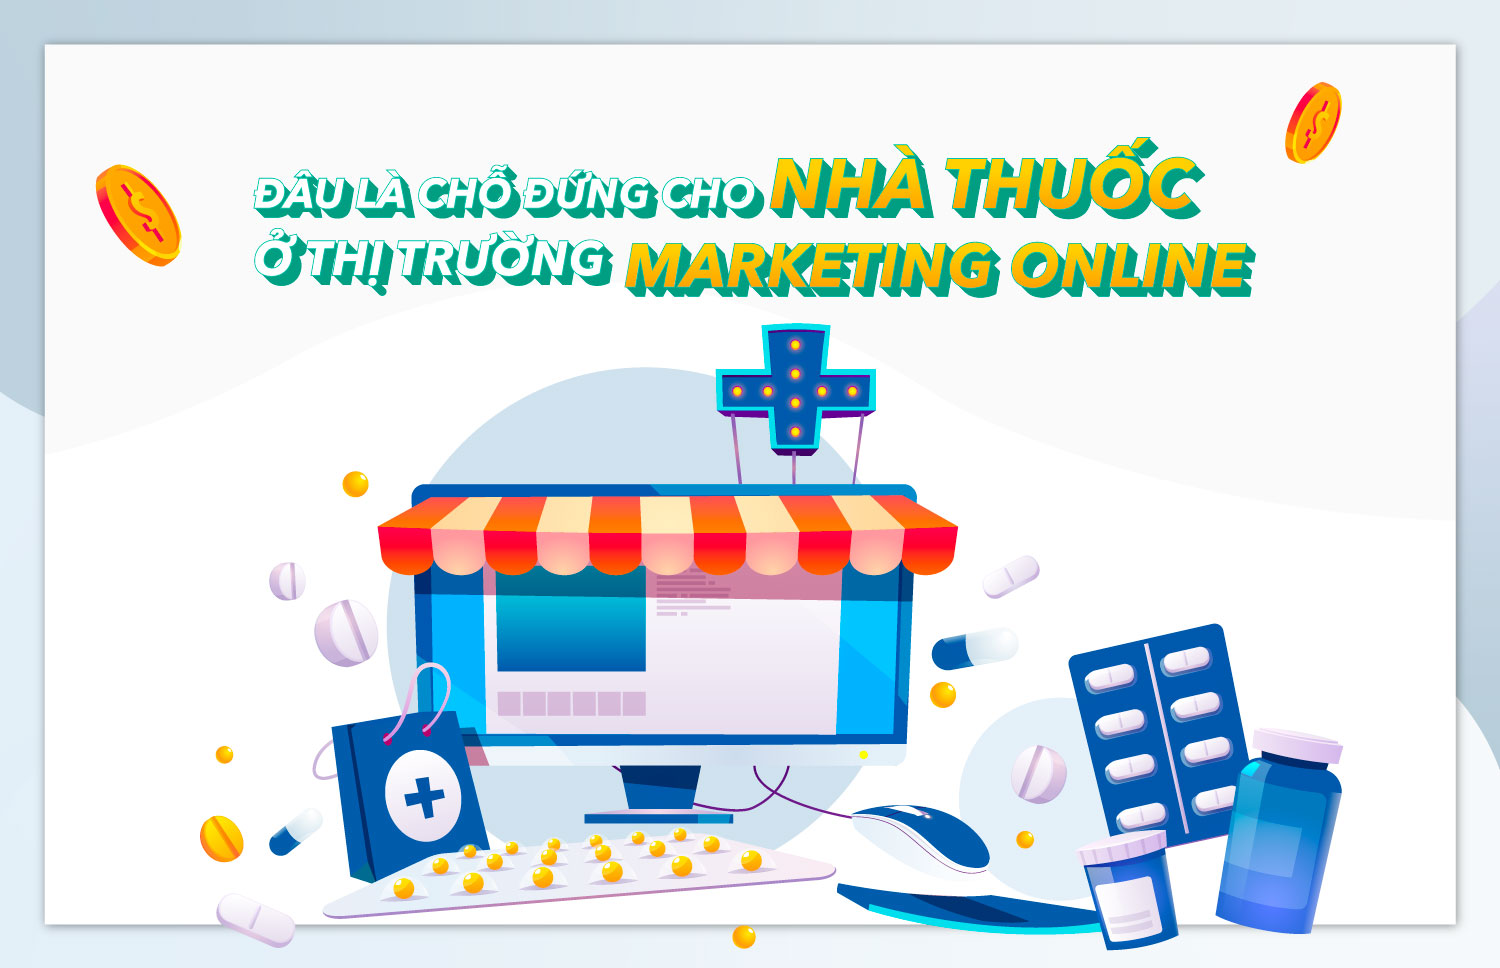 ĐÂU LÀ CHỖ ĐỨNG CHO NHÀ THUỐC
Ở THỊ TRƯỜNG MARKETING ONLINE